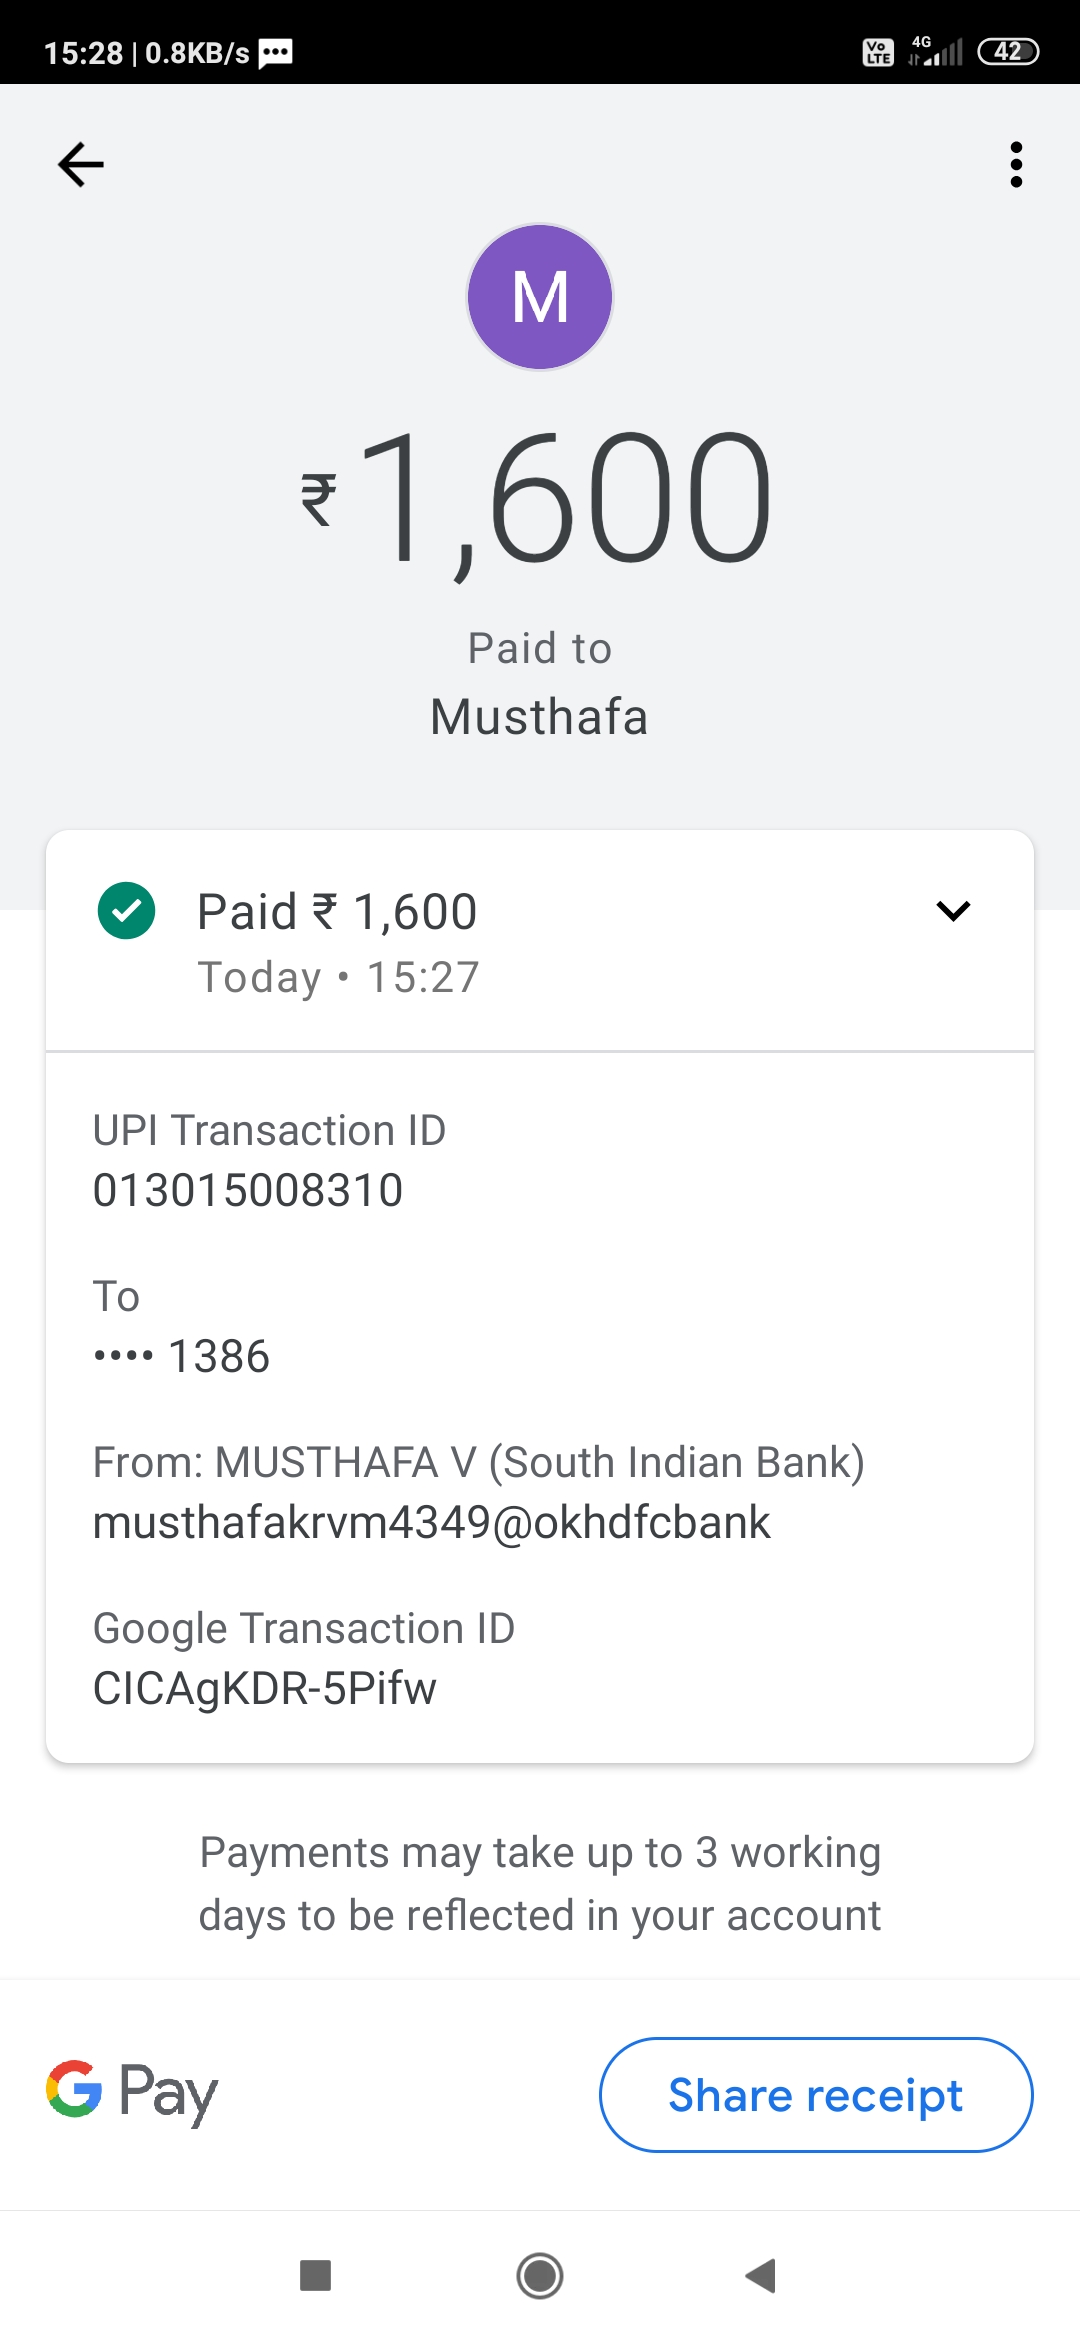 15:28 | 0.8KB/s
Vo LTE 4G 42
M
₹1,600
Paid to
Musthafa
Paid ₹ 1,600
Today • 15:27
UPI Transaction ID
013015008310
To
•••• 1386
From: MUSTHAFA V (South Indian Bank)
musthafakrvm4349@okhdfcbank
Google Transaction ID
CICAgKDR-5Pifw
Payments may take up to 3 working
days to be reflected in your account
G Pay
Share receipt